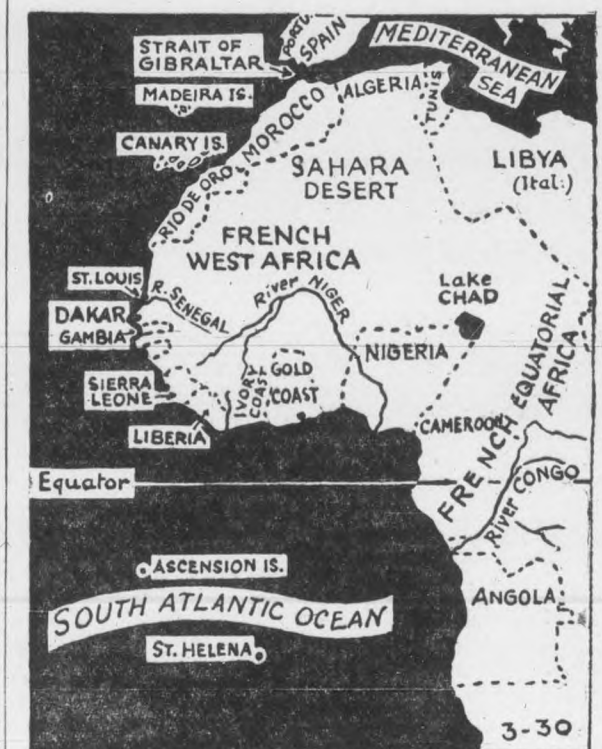 PORTU
SPAIN
MEDITERRANEAN
SEA
STRAIT OF
GIBRALTAR
MADEIRA IS.
CANARY IS.
MOROCCO
ALGERIA
TUNIS
RIO DE ORO
SAHARA
DESERT
LIBYA
(Ital.)
FRENCH
WEST AFRICA
ST. LOUIS
R. SENEGAL
River NIGER
Lake
CHAD
DAKAR
GAMBIA
NIGERIA
FRENCH EQUATORIAL
AFRICA
SIERRA
LEONE
IVORY
COAST
GOLD
COAST
LIBERIA
CAMEROON
Equator
River CONGO
ASCENSION IS.
SOUTH ATLANTIC OCEAN
ANGOLA
ST. HELENA
3-30